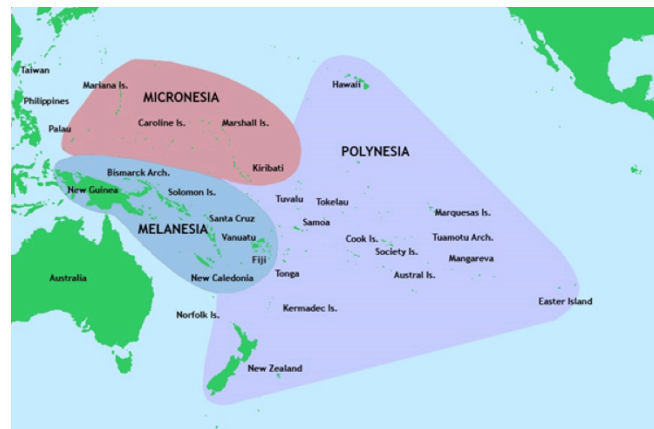 Taiwan
Hawaii
Mariana Is.
MICRONESIA
Philippines
Caroline Is.
Marshall Is.
Palau
POLYNESIA
Kiribati
Bismarck Arch.
New Guinea
Solomon Is.
Tuvalu
Tokelau
Marquesas Is.
Santa Cruz
Samoa
MELANESIA
Vanuatu
Cook Is.
Tuamotu Arch.
Society Is.
Fiji
Mangareva
Australia
New Caledonia
Tonga
Austral Is.
Easter Island
Norfolk Is.
Kermadec Is.
New Zealand